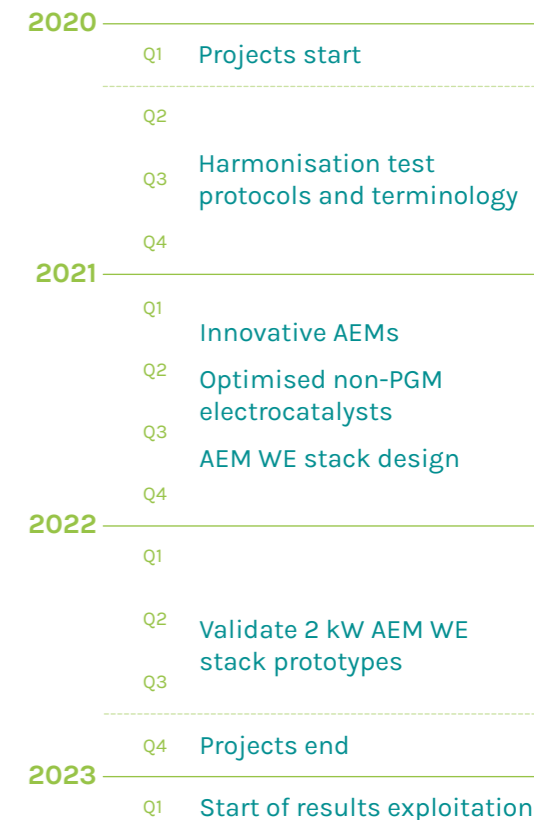 2020
Q1 Projects start
Q2
Harmonisation test
Q3
protocols and terminology
Q4
2021
Q1
Innovative AEMs
Q2
Optimised non-PGM
electrocatalysts
Q3
AEM WE stack design
Q4
2022
Q1
Q2
Validate 2 kW AEM WE
stack prototypes
Q3
Q4 Projects end
2023
Q1 Start of results exploitation